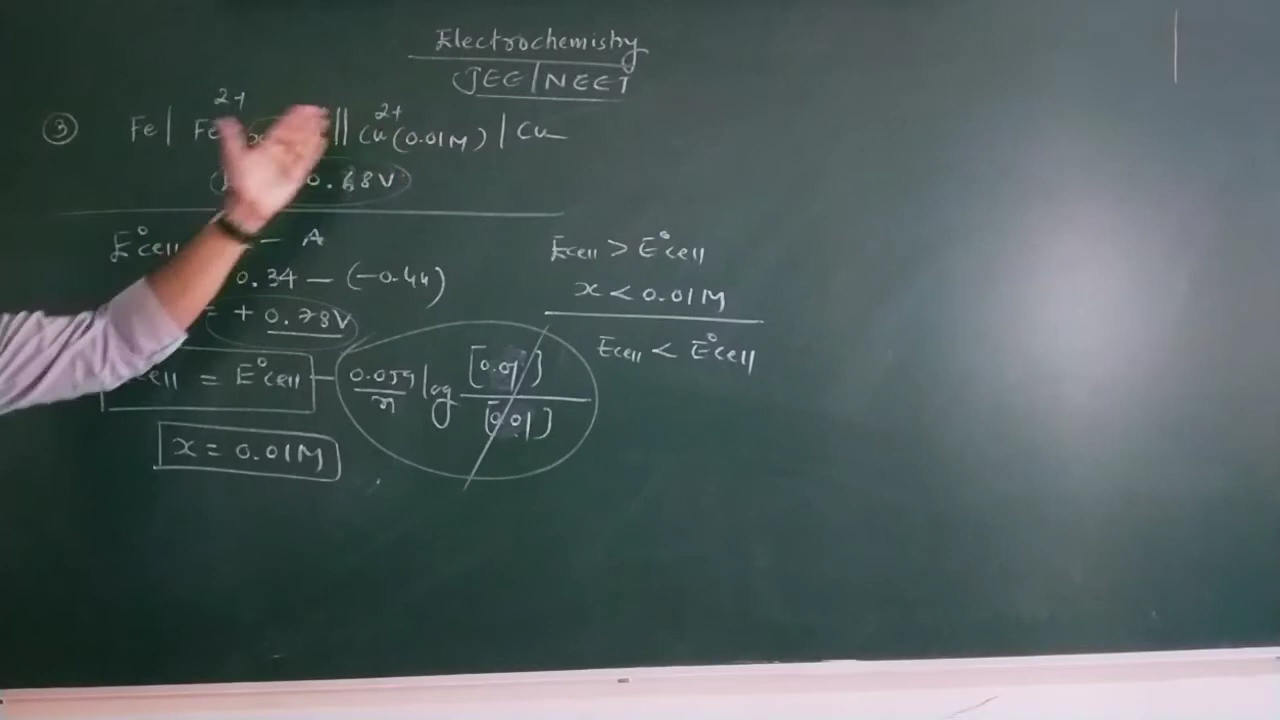 Electrochemistry
JEE/NEET
③ Fe | Fe²⁺ || Cu²⁺(0.01M) | Cu
0.68V
E°cell - A
0.34 - (-0.44)
= + 0.78V
Ecell > E°cell
x < 0.01M
Ecell < E°cell
ell = E°cell - 0.059/n log [0.01]/[0.01]
x = 0.01M